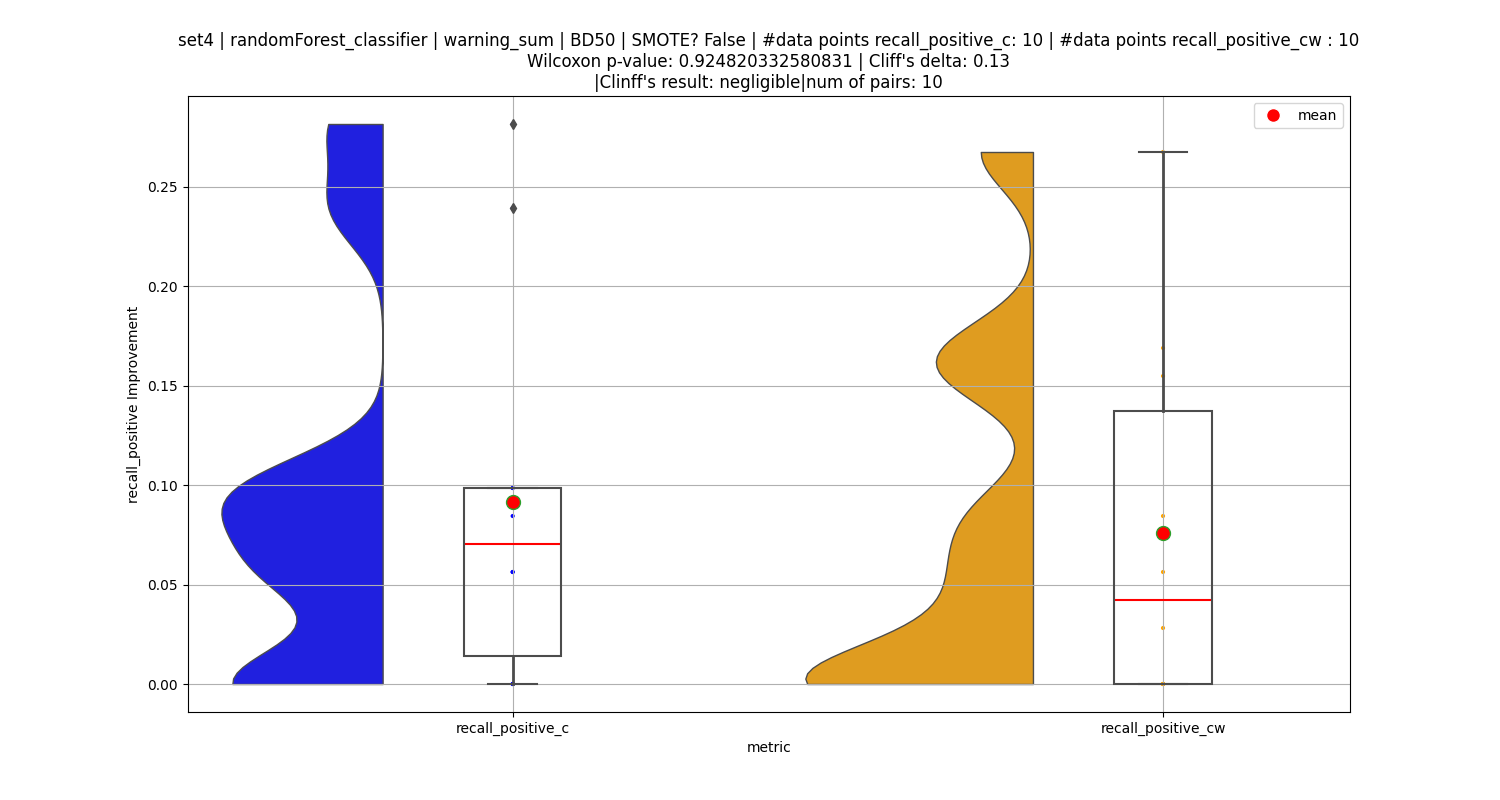 set4 | randomForest_classifier | warning_sum | BD50 | SMOTE? False | #data points recall_positive_c: 10 | #data points recall_positive_cw : 10
Wilcoxon p-value: 0.924820332580831 | Cliff's delta: 0.13
|Clinff's result: negligible|num of pairs: 10
mean
0.25
0.20
0.15
0.10
0.05
0.00
recall_positive Improvement
recall_positive_c
recall_positive_cw
metric